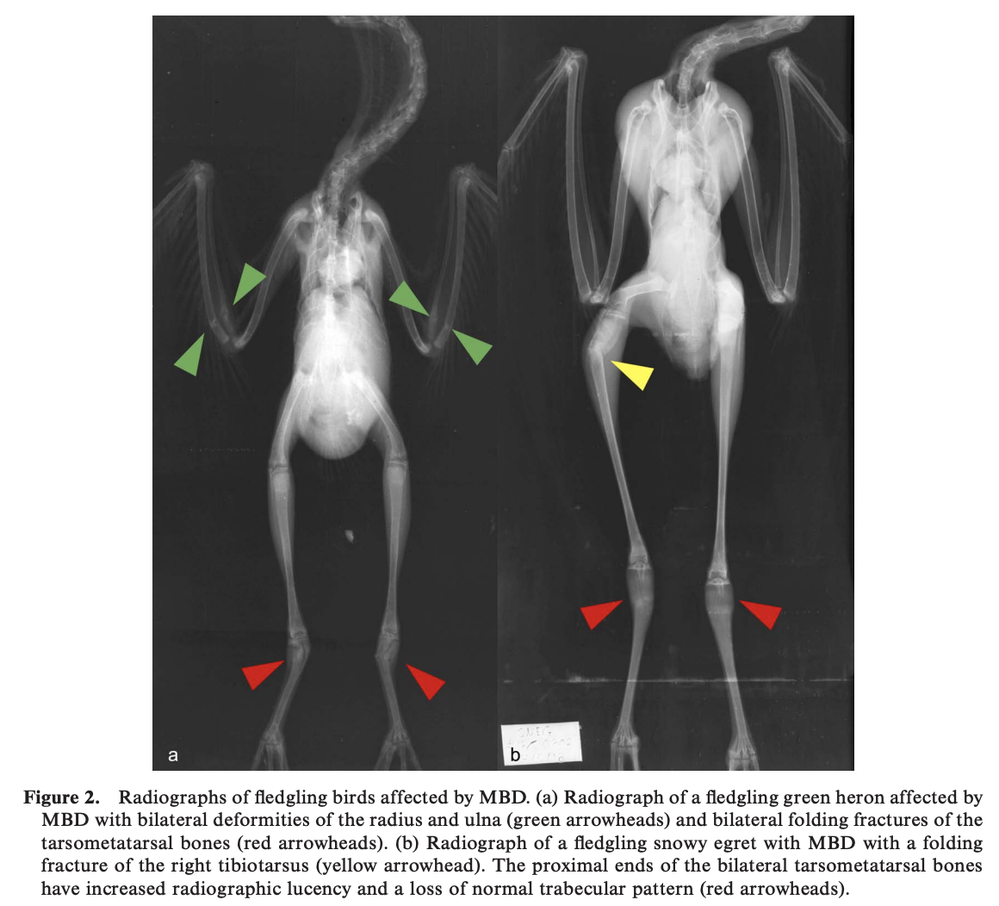 SNEG
a
b
Figure 2. Radiographs of fledgling birds affected by MBD. (a) Radiograph of a fledgling green heron affected by
MBD with bilateral deformities of the radius and ulna (green arrowheads) and bilateral folding fractures of the
tarsometatarsal bones (red arrowheads). (b) Radiograph of a fledgling snowy egret with MBD with a folding
fracture of the right tibiotarsus (yellow arrowhead). The proximal ends of the bilateral tarsometatarsal bones
have increased radiographic lucency and a loss of normal trabecular pattern (red arrowheads).